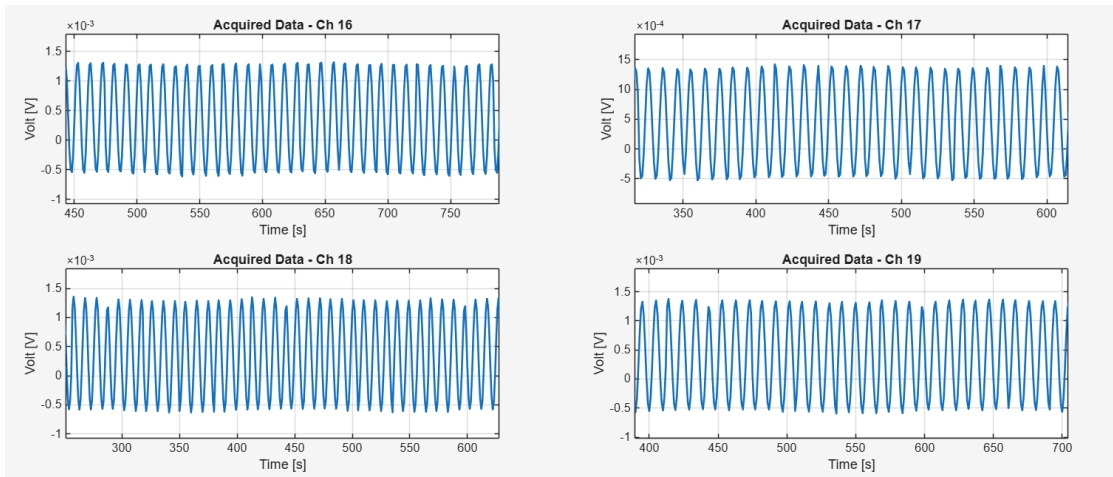 Acquired Data - Ch 16
×10-3
1.5
1
0.5
0
-0.5
-1
450 500 550 600 650 700 750
Volt [V]
Time [s]
Acquired Data - Ch 17
×10-4
15
10
5
0
-5
350 400 450 500 550 600
Volt [V]
Time [s]
Acquired Data - Ch 18
×10-3
1.5
1
0.5
0
-0.5
-1
300 350 400 450 500 550 600
Volt [V]
Time [s]
Acquired Data - Ch 19
×10-3
1.5
1
0.5
0
-0.5
-1
400 450 500 550 600 650 700
Volt [V]
Time [s]